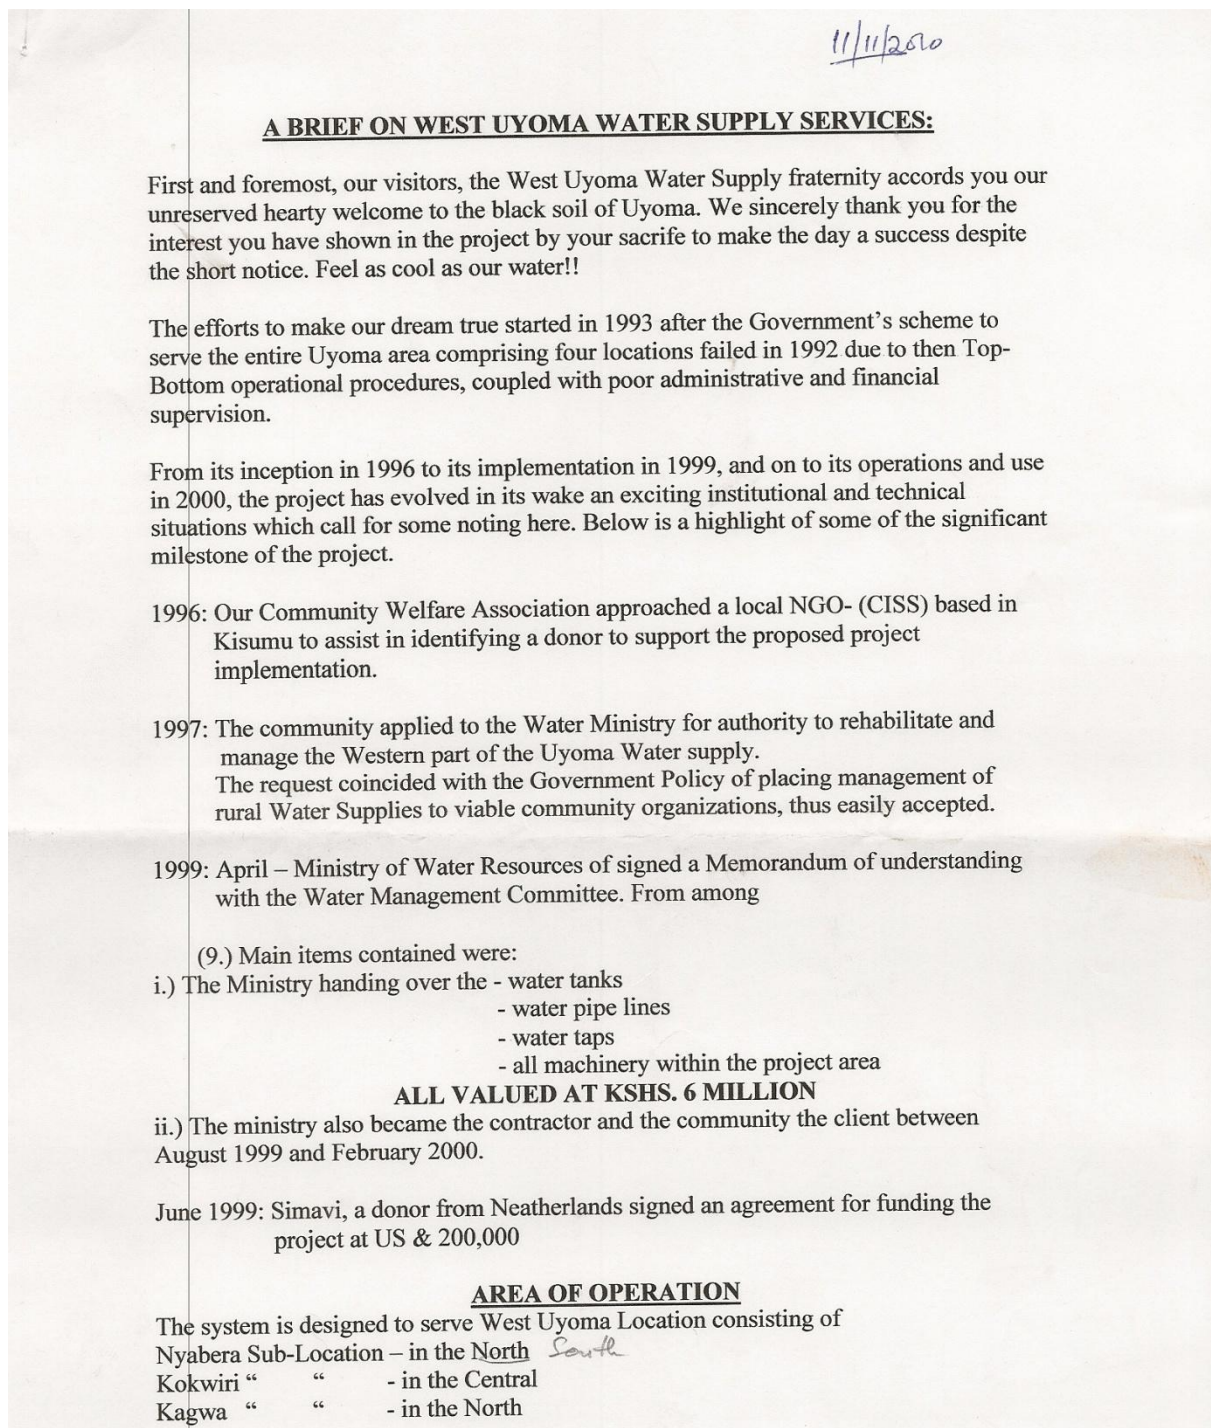 11/11/2010
A BRIEF ON WEST UYOMA WATER SUPPLY SERVICES:
First and foremost, our visitors, the West Uyoma Water Supply fraternity accords you our
unreserved hearty welcome to the black soil of Uyoma. We sincerely thank you for the
interest you have shown in the project by your sacrife to make the day a success despite
the short notice. Feel as cool as our water!!
The efforts to make our dream true started in 1993 after the Government's scheme to
serve the entire Uyoma area comprising four locations failed in 1992 due to then Top-
Bottom operational procedures, coupled with poor administrative and financial
supervision.
From its inception in 1996 to its implementation in 1999, and on to its operations and use
in 2000, the project has evolved in its wake an exciting institutional and technical
situations which call for some noting here. Below is a highlight of some of the significant
milestone of the project.
1996: Our Community Welfare Association approached a local NGO- (CISS) based in
Kisumu to assist in identifying a donor to support the proposed project
implementation.
1997: The community applied to the Water Ministry for authority to rehabilitate and
manage the Western part of the Uyoma Water supply.
The request coincided with the Government Policy of placing management of
rural Water Supplies to viable community organizations, thus easily accepted.
1999: April – Ministry of Water Resources of signed a Memorandum of understanding
with the Water Management Committee. From among
(9.) Main items contained were:
i.) The Ministry handing over the - water tanks
- water pipe lines
- water taps
- all machinery within the project area
ALL VALUED AT KSHS. 6 MILLION
ii.) The ministry also became the contractor and the community the client between
August 1999 and February 2000.
June 1999: Simavi, a donor from Neatherlands signed an agreement for funding the
project at US & 200,000
AREA OF OPERATION
The system is designed to serve West Uyoma Location consisting of
Nyabera Sub-Location – in the North South
Kokwiri “ “ - in the Central
Kagwa “ “ - in the North